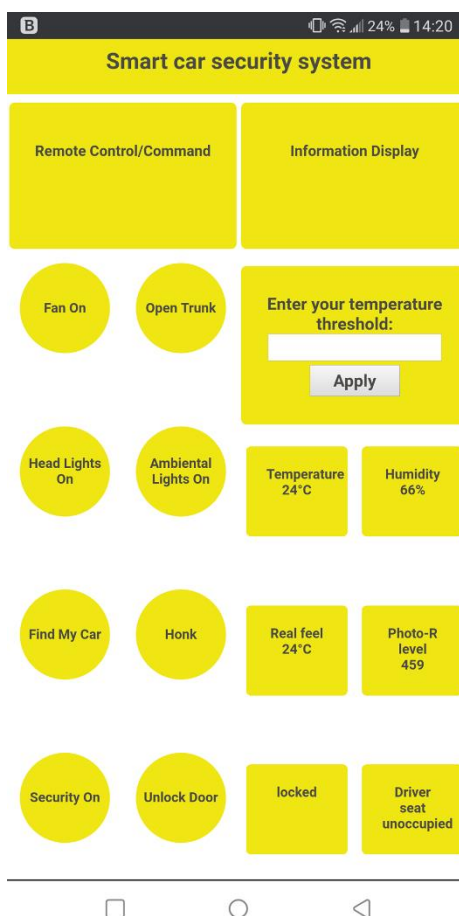 B 24% 14:20
Smart car security system
Remote Control/Command
Information Display
Fan On
Open Trunk
Enter your temperature
threshold:
Apply
Head Lights
On
Ambiental
Lights On
Temperature
24°C
Humidity
66%
Find My Car
Honk
Real feel
24°C
Photo-R
level
459
Security On
Unlock Door
locked
Driver
seat
unoccupied